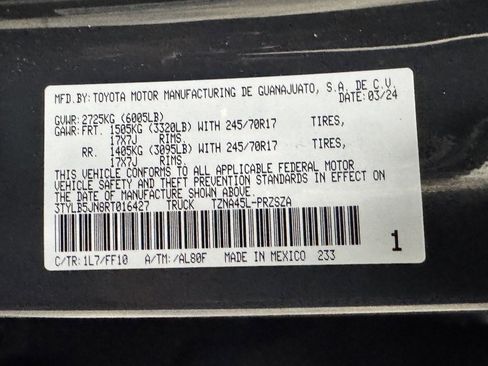 MFD.BY: TOYOTA MOTOR MANUFACTURING DE GUANAJUATO, S.A. DE C.V.
DATE: 03/24
GVWR: 2725KG (6005LB)
GAWR: FRT. 1505KG (3320LB) WITH 245/70R17 TIRES,
17X7J RIMS
RR. 1405KG (3095LB) WITH 245/70R17 TIRES,
17X7J RIMS.
THIS VEHICLE CONFORMS TO ALL APPLICABLE FEDERAL MOTOR
VEHICLE SAFETY AND THEFT PREVENTION STANDARDS IN EFFECT ON
THE DATE OF MANUFACTURE SHOWN ABOVE.
3TYLB5JN8RT016427 TRUCK TZNA45L-PRZSZA
1
C/TR: 1L7/FF10 A/TM: /AL80F MADE IN MEXICO 233